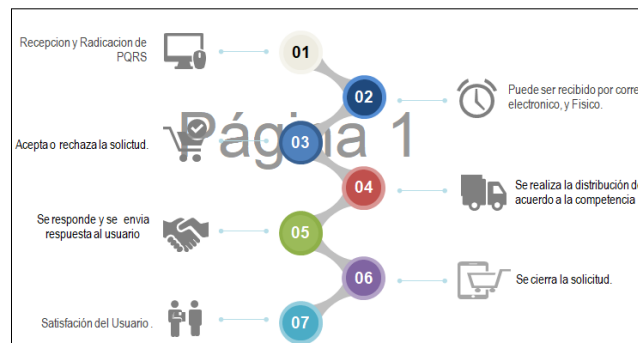 Recepcion y Radicacion de
PQRS
01
02
Puede ser recibido por corre
electronico, y Fisico.
Página 1
Acepta o rechaza la solictud.
03
04
Se realiza la distribución de
acuerdo a la competencia
Se responde y se envia
respuesta al usuario
05
06
Se cierra la solicitud.
Satisfación del Usuario .
07